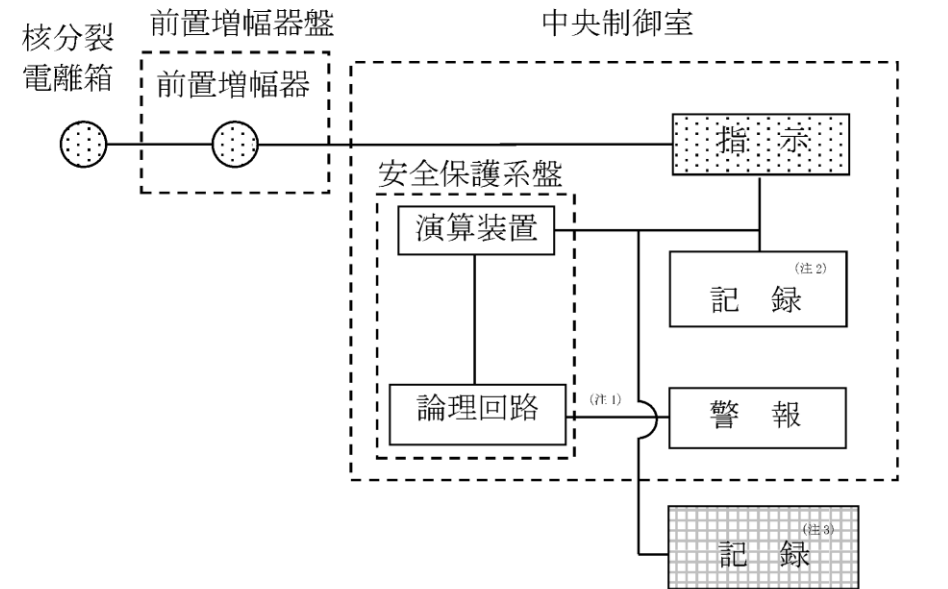 核分裂
電離箱
前置増幅器盤
前置増幅器
中央制御室
指 示
安全保護系盤
演算装置
(注2)
記 録
論理回路
(注1)
警 報
(注3)
記 録